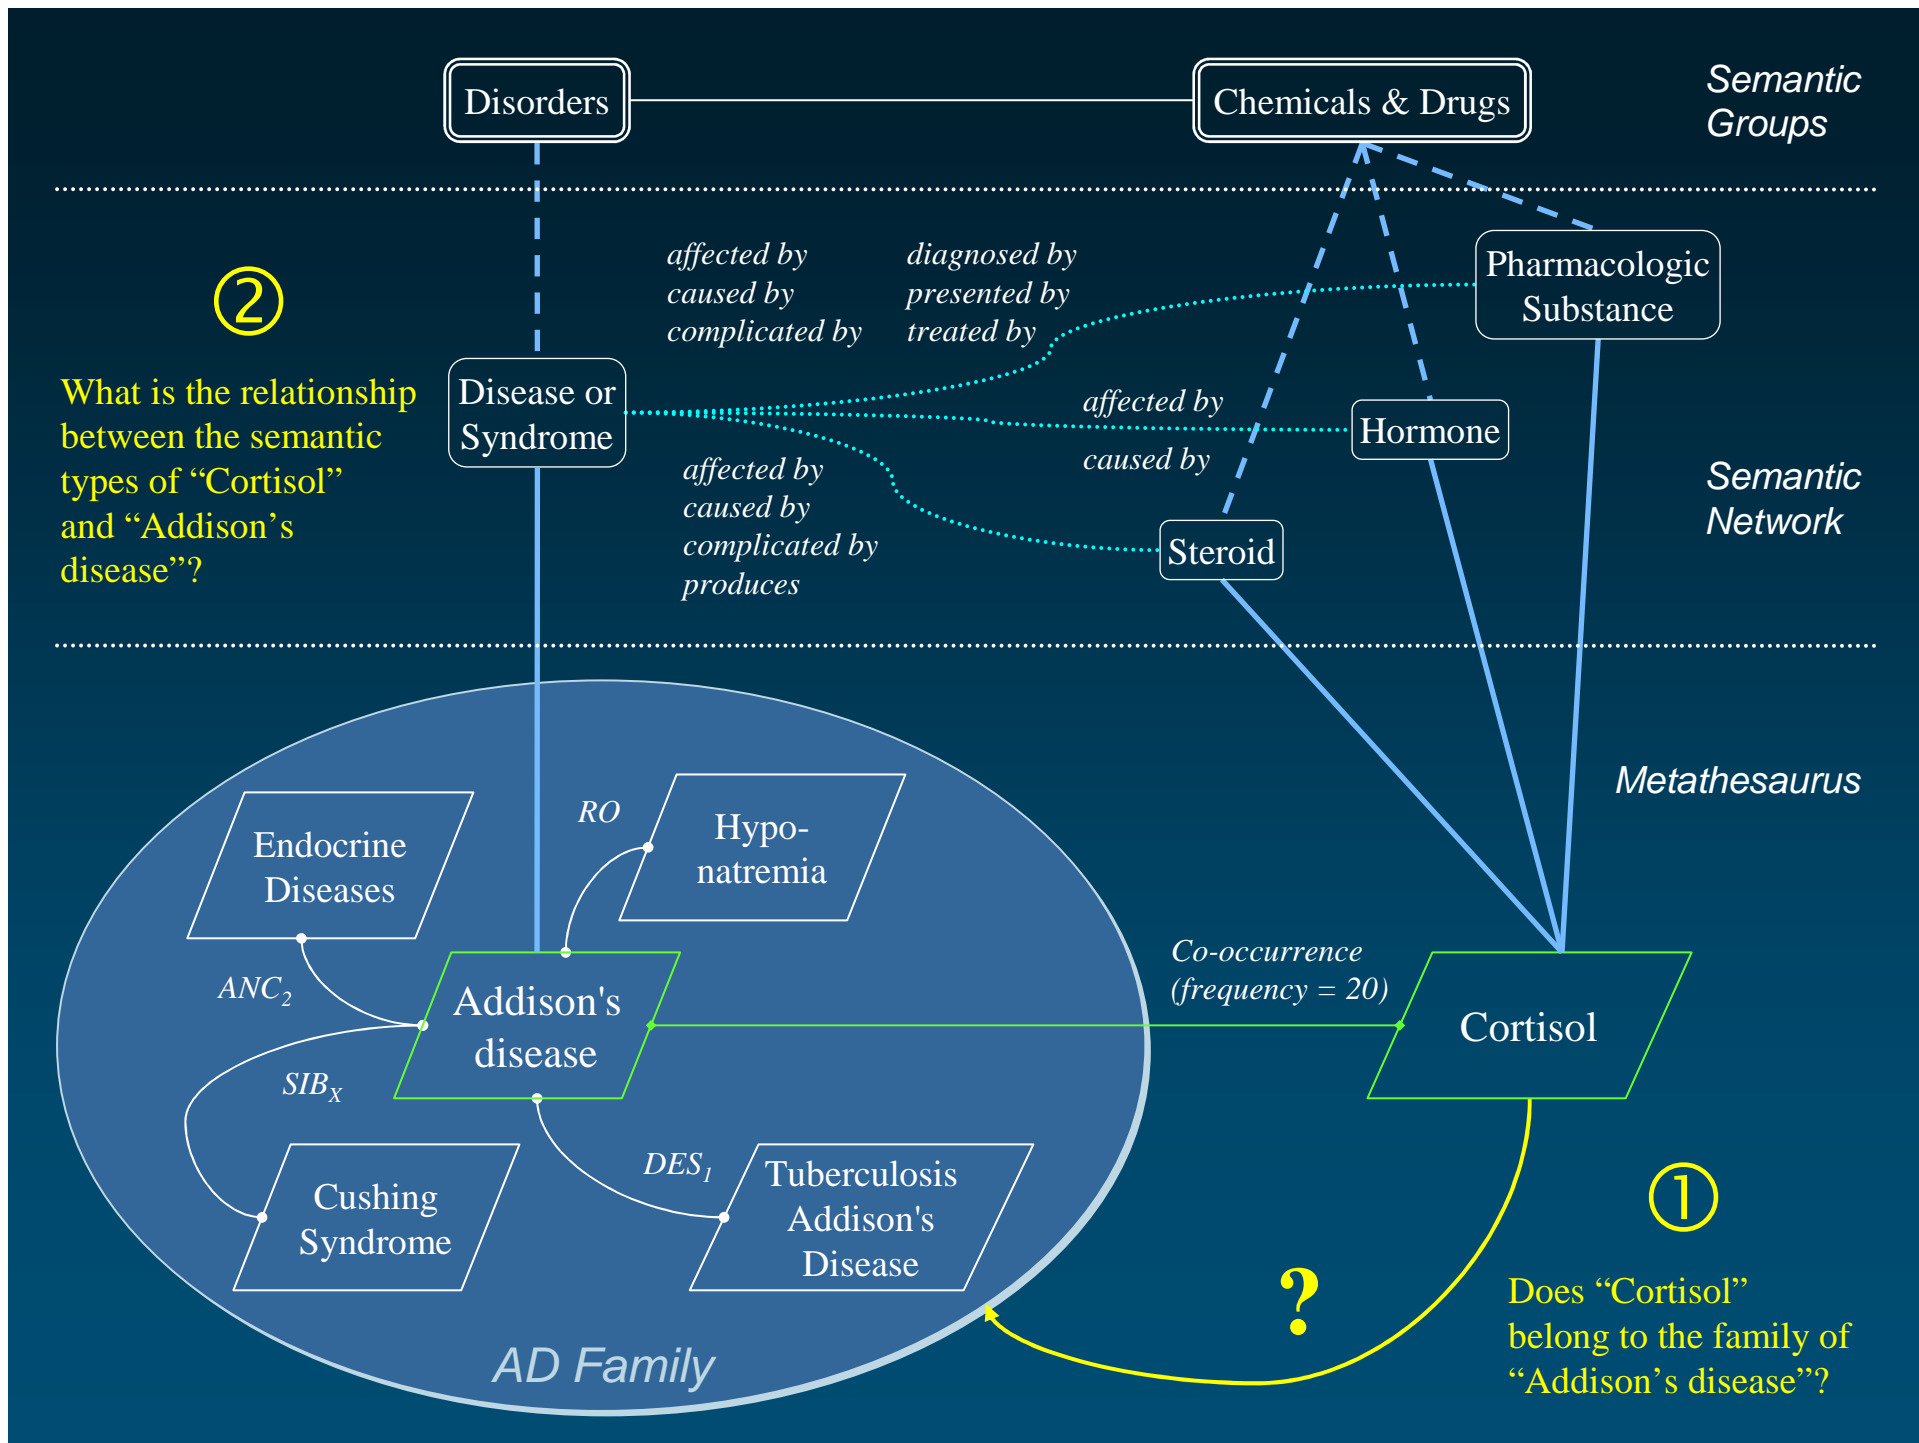 Disorders
Chemicals & Drugs
Semantic
Groups
②
What is the relationship
between the semantic
types of “Cortisol”
and “Addison’s
disease”?
Disease or
Syndrome
affected by
caused by
complicated by
diagnosed by
presented by
treated by
Pharmacologic
Substance
affected by
caused by
Hormone
affected by
caused by
complicated by
produces
Steroid
Semantic
Network
Metathesaurus
Endocrine
Diseases
RO
Hypo-
natremia
ANC2
Addison's
disease
Co-occurrence
(frequency = 20)
Cortisol
SIBX
DES1
Cushing
Syndrome
Tuberculosis
Addison's
Disease
AD Family
?
①
Does “Cortisol”
belong to the family of
“Addison’s disease”?